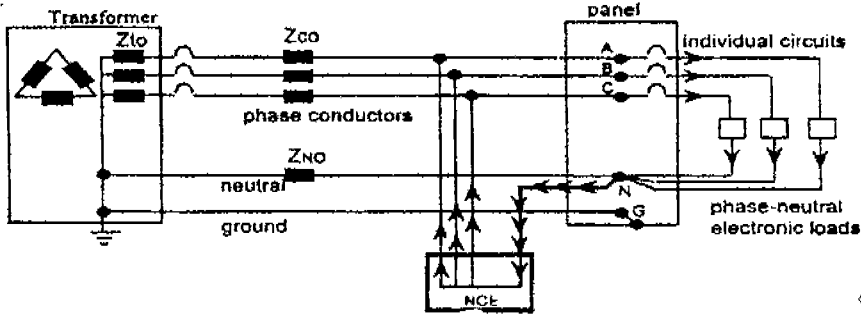 Transformer
panel
Zto
Zco
A
individual circuits
B
C
phase conductors
ZNO
neutral
N
G
ground
phase-neutral
electronic loads
NCE